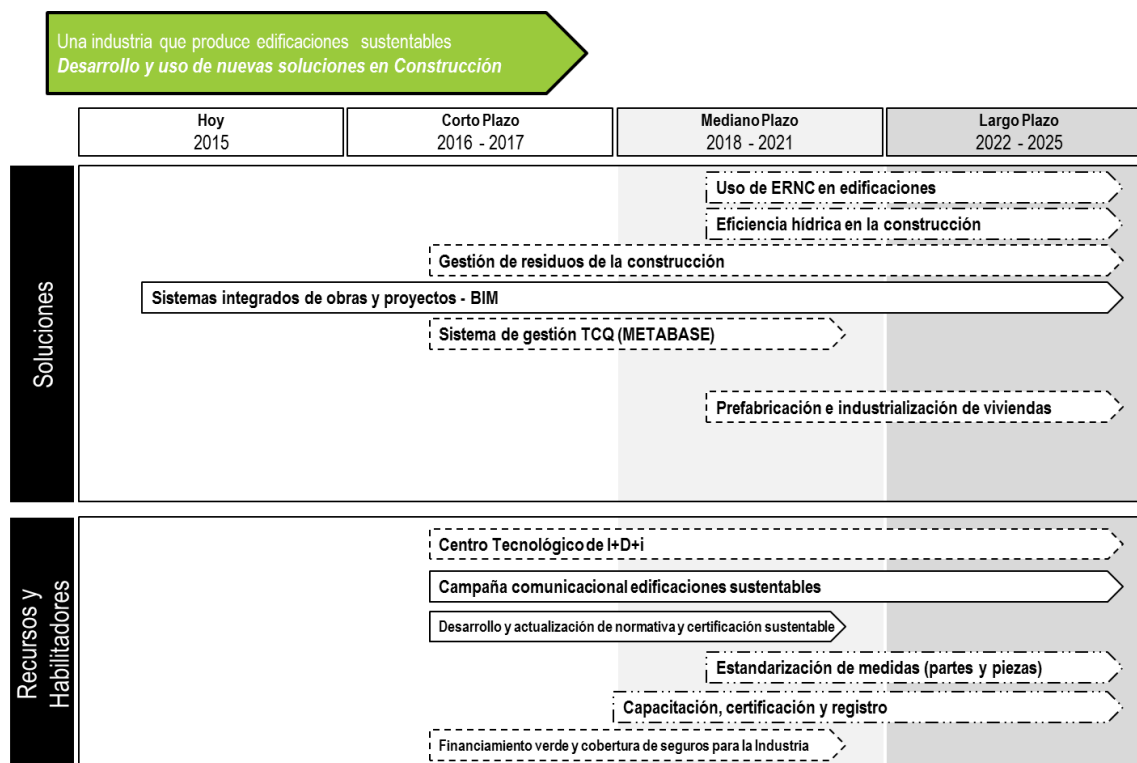 Una industria que produce edificaciones sustentables
Desarrollo y uso de nuevas soluciones en Construcción
Hoy
2015
Corto Plazo
2016 - 2017
Mediano Plazo
2018 - 2021
Largo Plazo
2022 - 2025
Soluciones
Uso de ERNC en edificaciones
Eficiencia hídrica en la construcción
Gestión de residuos de la construcción
Sistemas integrados de obras y proyectos - BIM
Sistema de gestión TCQ (METABASE)
Prefabricación e industrialización de viviendas
Recursos y
Habilitadores
Centro Tecnológico de I+D+i
Campaña comunicacional edificaciones sustentables
Desarrollo y actualización de normativa y certificación sustentable
Estandarización de medidas (partes y piezas)
Capacitación, certificación y registro
Financiamiento verde y cobertura de seguros para la Industria